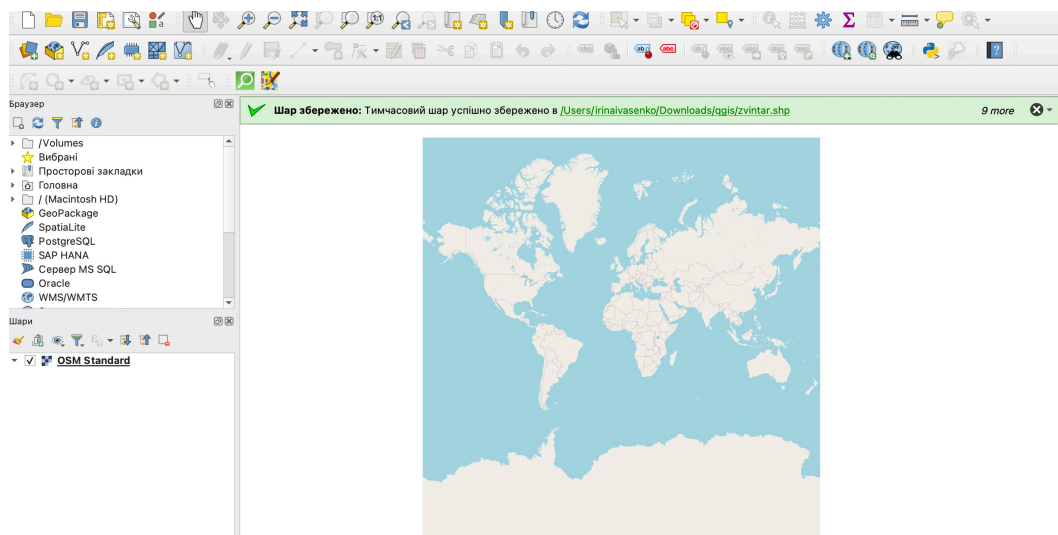 Шар збережено: Тимчасовий шар успішно збережено в /Users/irinaivasenko/Downloads/qgis/zvintar.shp
9 more
Браузер
/Volumes
Вибрані
Просторові закладки
Головна
/ (Macintosh HD)
GeoPackage
SpatiaLite
PostgreSQL
SAP HANA
Сервер MS SQL
Oracle
WMS/WMTS
Шари
OSM Standard